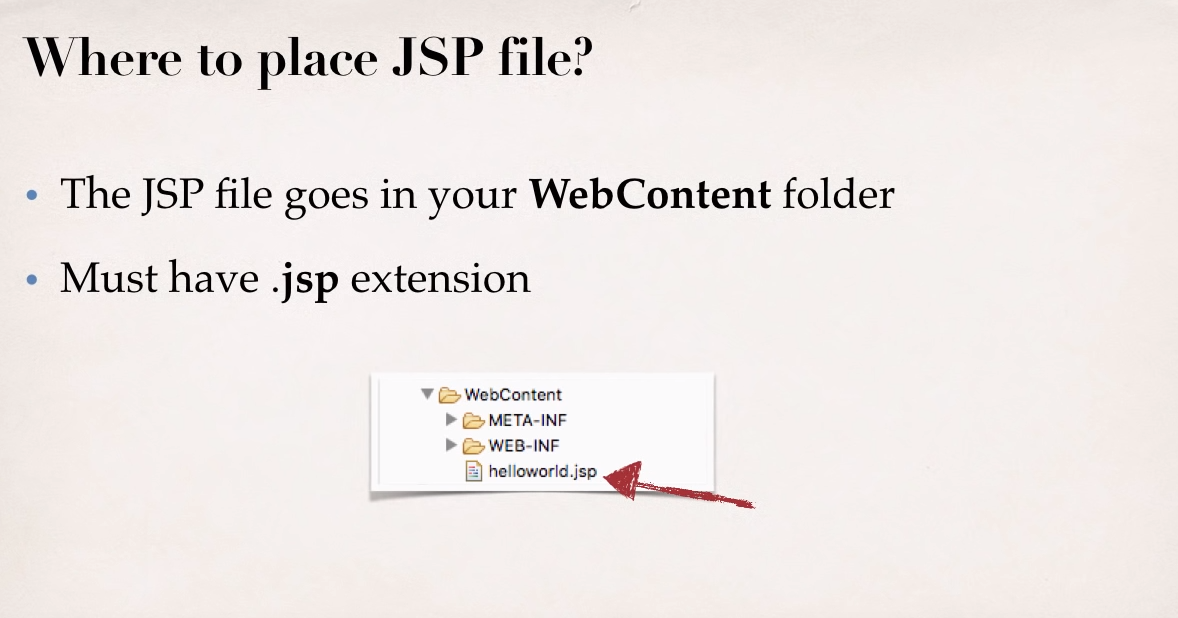 Where to place JSP file?
• The JSP file goes in your WebContent folder
• Must have .jsp extension
WebContent
META-INF
WEB-INF
helloworld.jsp